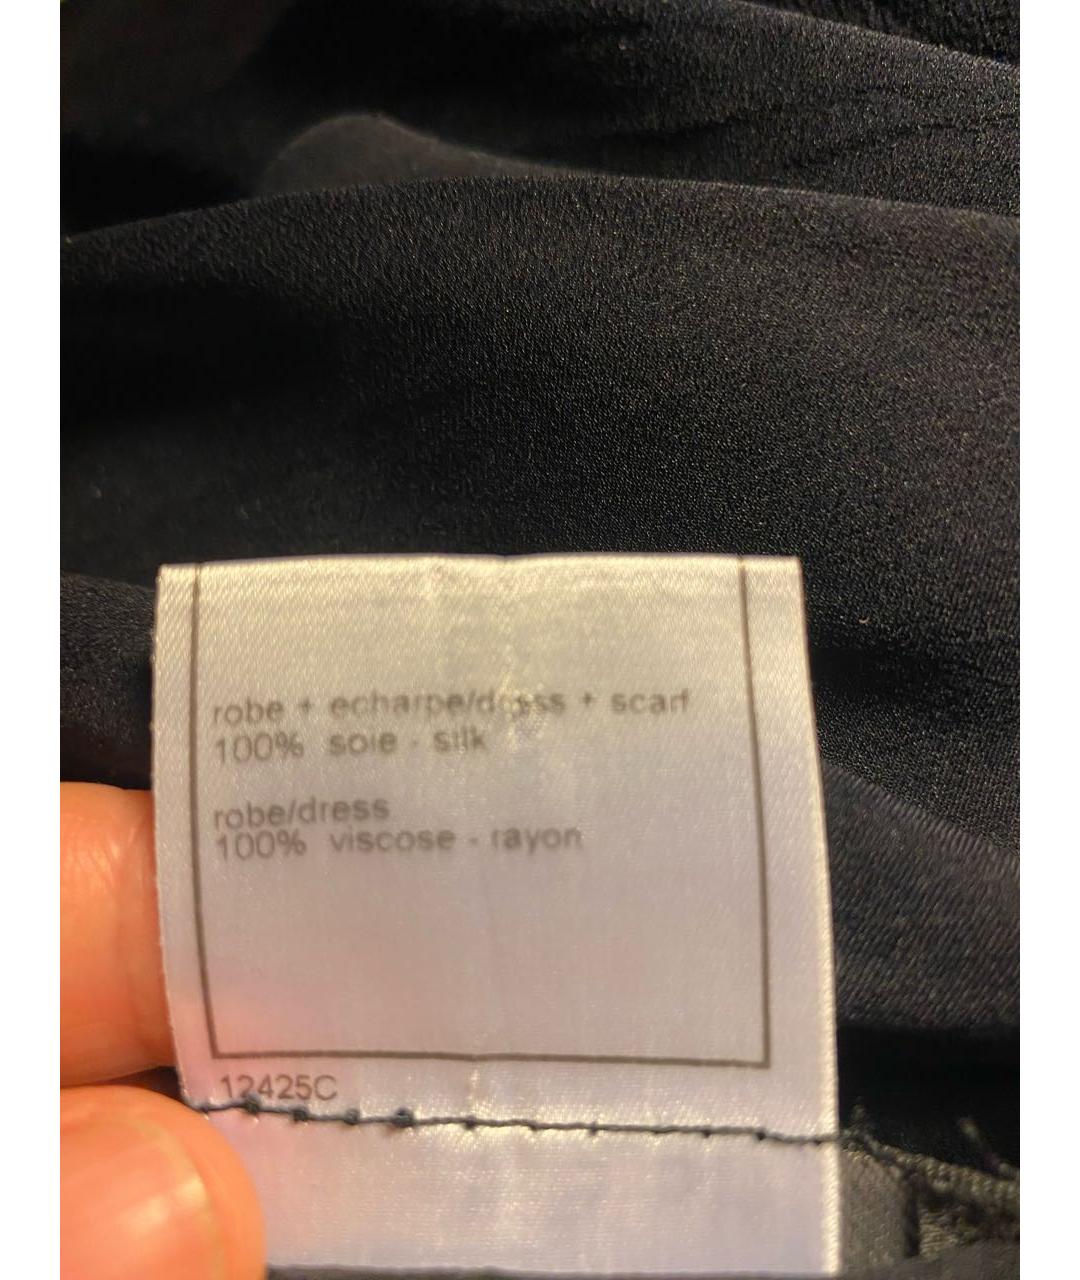 robe + echarpe/dress + scarf
100% soie - silk
robe/dress
100% viscose - rayon
12425C